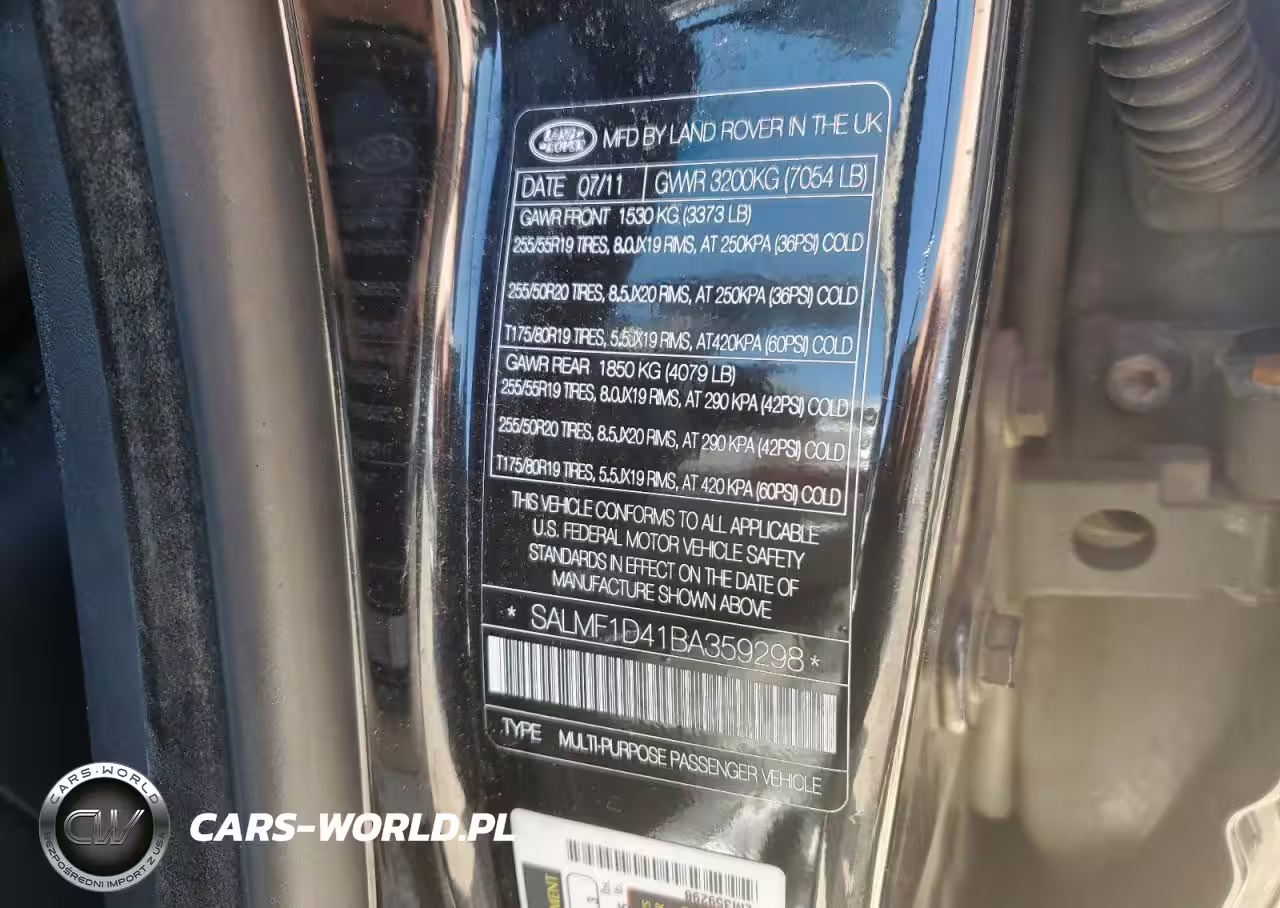 LAND ROVER MFD BY LAND ROVER IN THE UK
DATE 07/11 GVWR 3200KG (7054 LB)
GAWR FRONT 1530 KG (3373 LB)
255/55R19 TIRES, 8.0JX19 RIMS, AT 250KPA (36PSI) COLD
255/50R20 TIRES, 8.5JX20 RIMS, AT 250KPA (36PSI) COLD
T175/80R19 TIRES, 5.5JX19 RIMS, AT420KPA (60PSI) COLD
GAWR REAR 1850 KG (4079 LB)
255/55R19 TIRES, 8.0JX19 RIMS, AT 290 KPA (42PSI) COLD
255/50R20 TIRES, 8.5JX20 RIMS, AT 290 KPA (42PSI) COLD
T175/80R19 TIRES, 5.5JX19 RIMS, AT 420 KPA (60PSI) COLD
THIS VEHICLE CONFORMS TO ALL APPLICABLE
U.S. FEDERAL MOTOR VEHICLE SAFETY
STANDARDS IN EFFECT ON THE DATE OF
MANUFACTURE SHOWN ABOVE
* SALMF1D41BA359298 *
TYPE MULTI-PURPOSE PASSENGER VEHICLE
CARS-WORLD
CW
BEZPOŚREDNI IMPORT Z USA
CARS-WORLD.PL